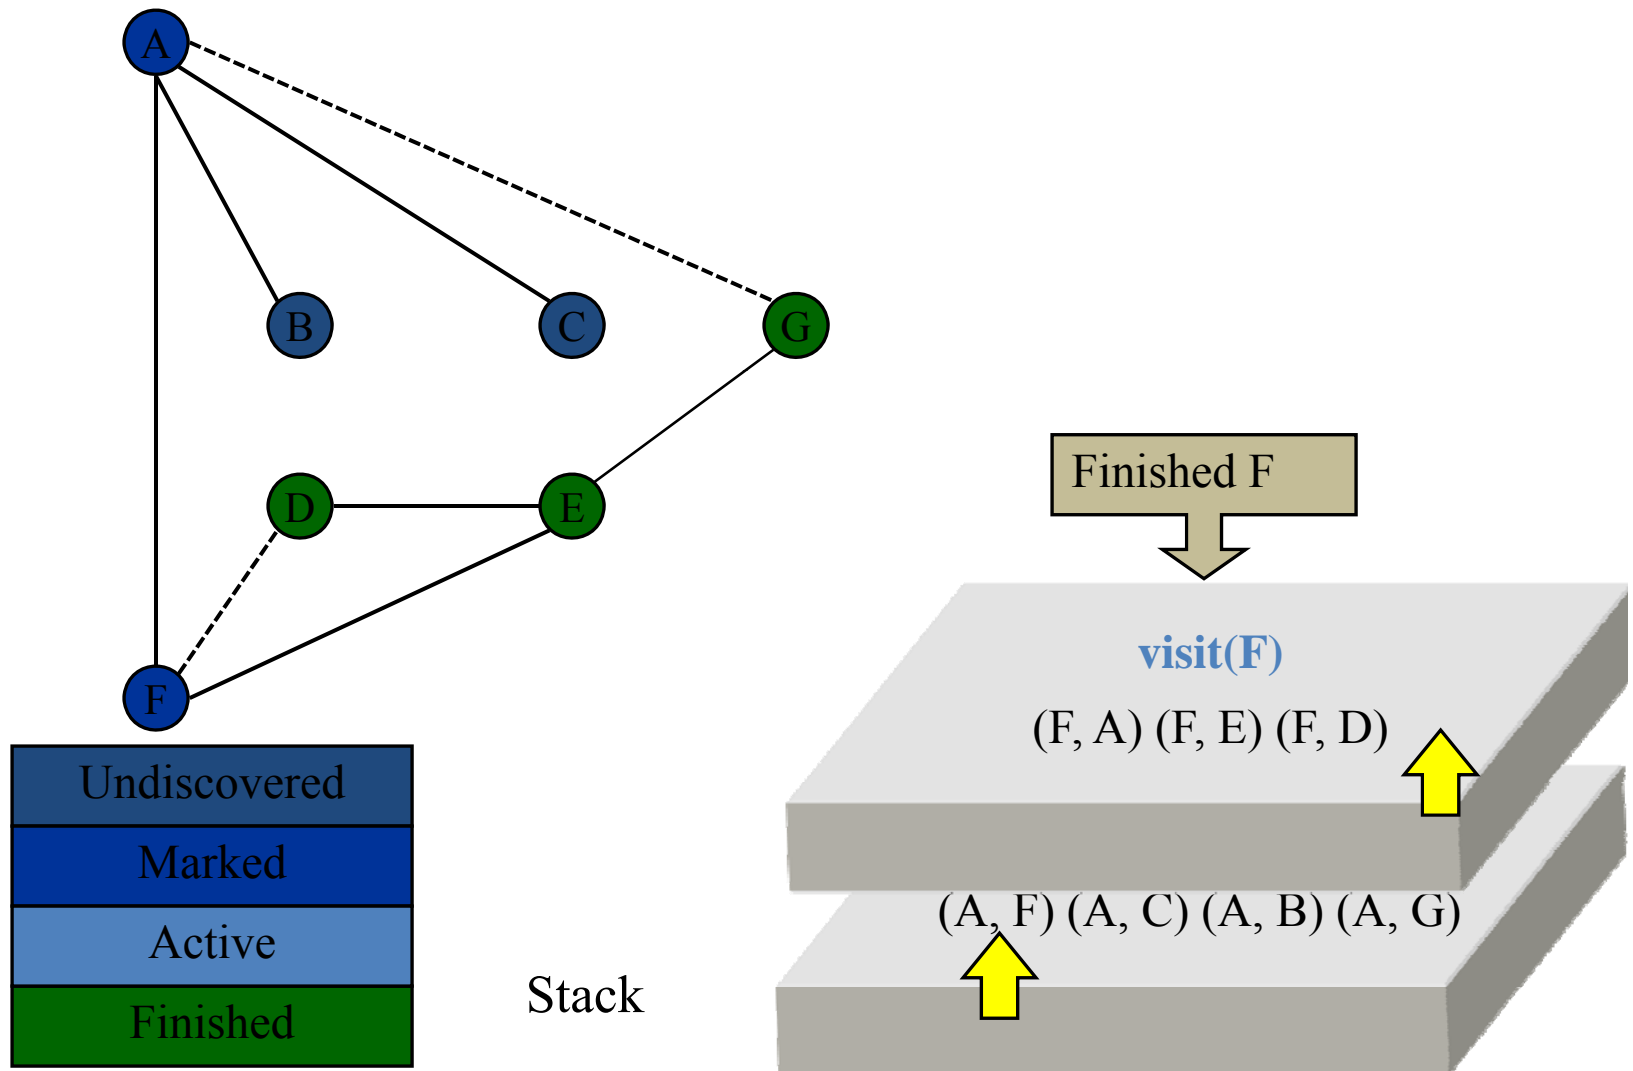 A
B
C
G
D
E
F
Finished F
visit(F)
(F, A) (F, E) (F, D)
(A, F) (A, C) (A, B) (A, G)
Undiscovered
Marked
Active
Finished
Stack